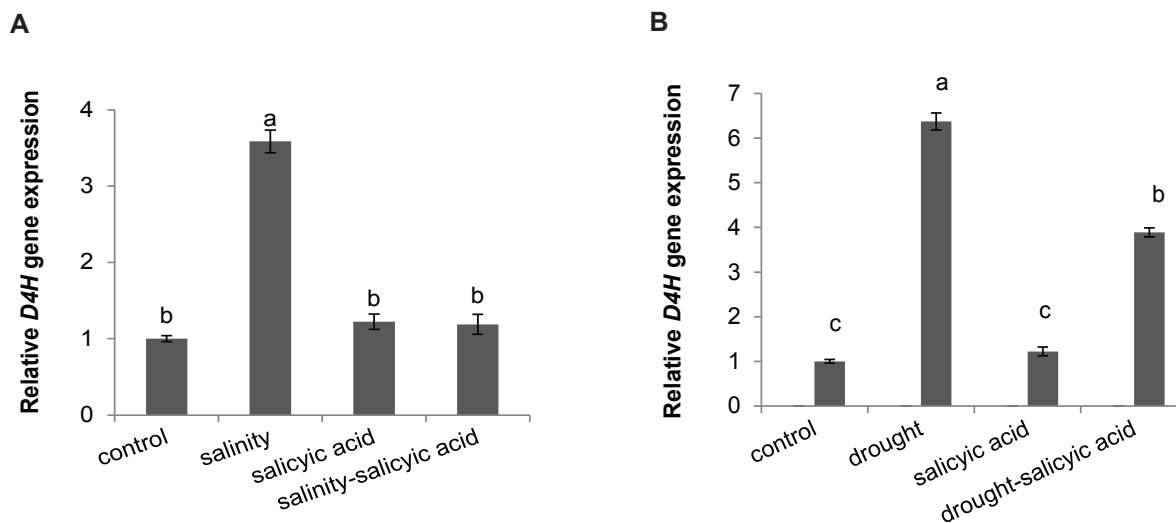 A
Relative D4H gene expression
4
3
2
1
0
b
a
b
b
control
salinity
salicyic acid
salinity-salicyic acid
B
Relative D4H gene expression
7
6
5
4
3
2
1
0
c
a
c
b
control
drought
salicyic acid
drought-salicyic acid